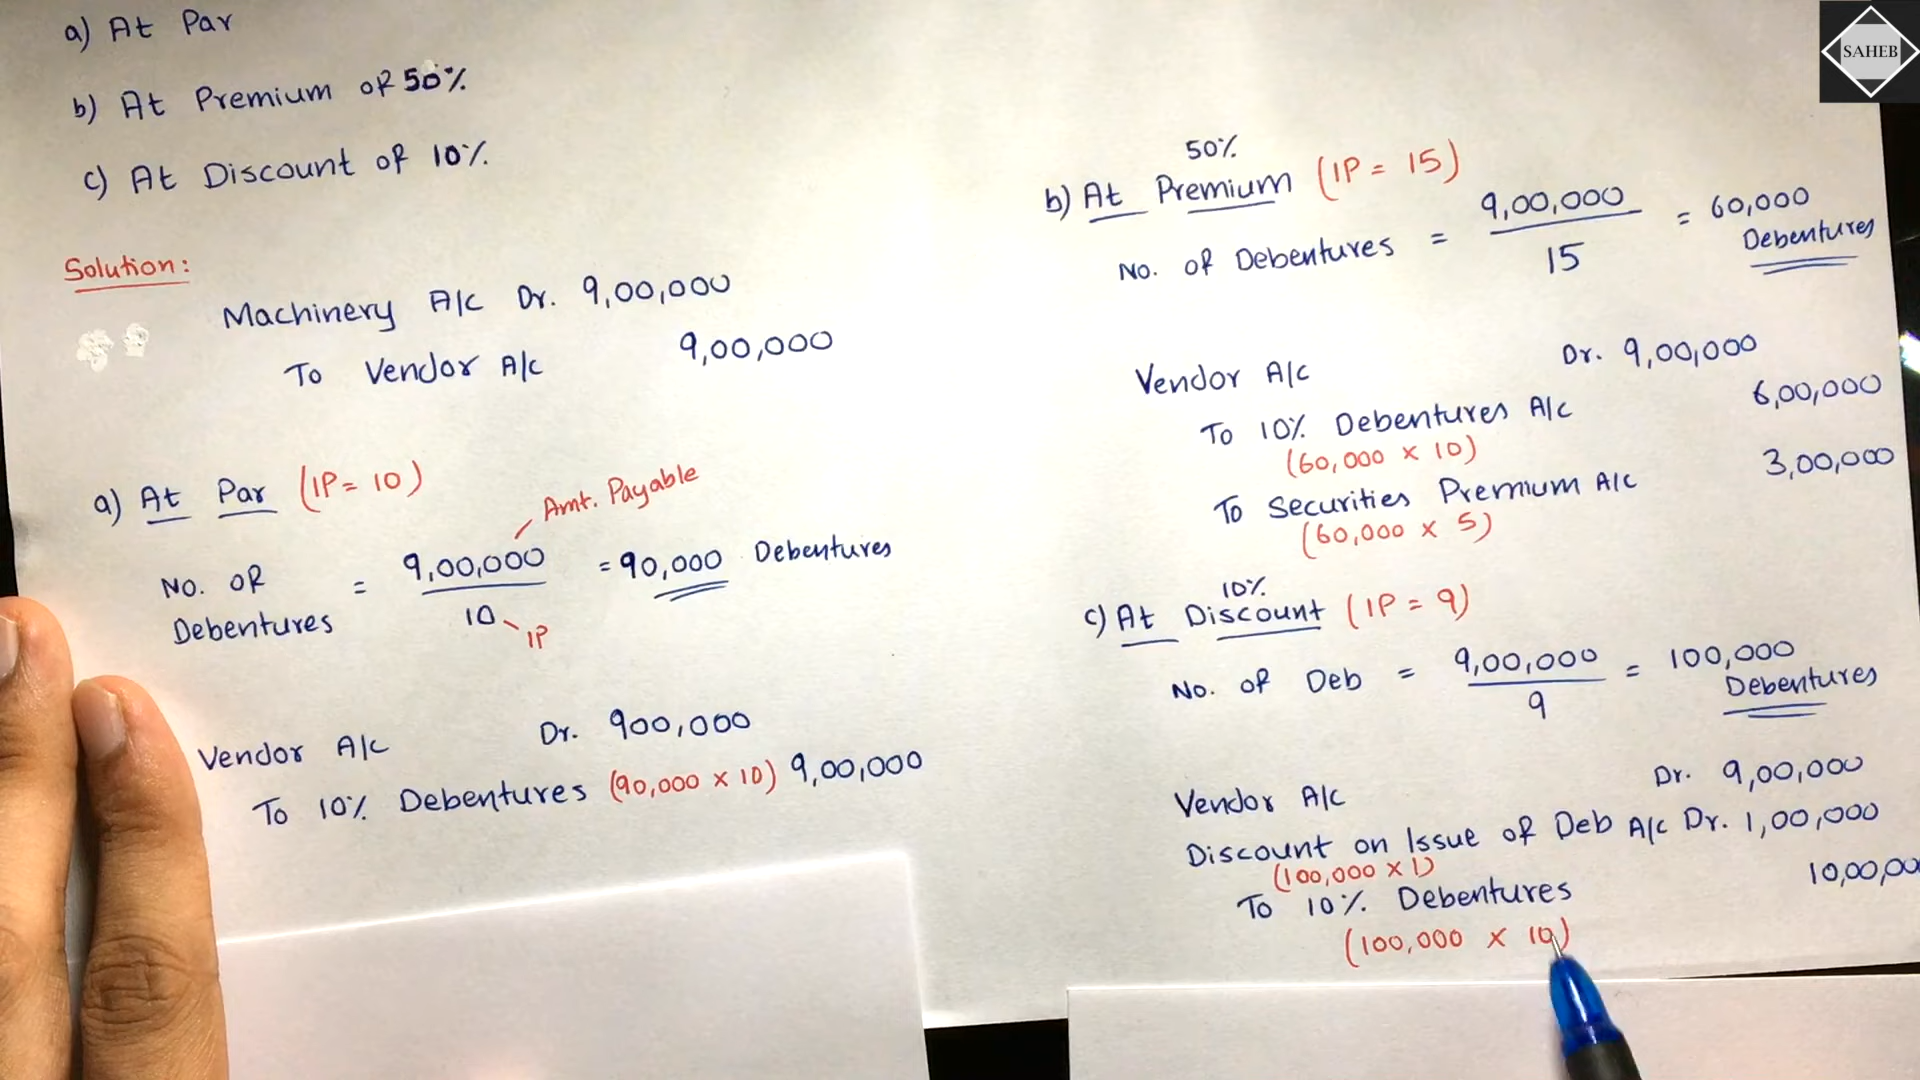 a) At Par
b) At Premium of 50%
c) At Discount of 10%
Solution:
Machinery A/c Dr. 9,00,000
To Vendor A/c 9,00,000
a) At Par (IP = 10)
Amt. Payable
No. of Debentures = 9,00,000 / 10 = 90,000 Debentures
IP
Vendor A/c Dr. 900,000
To 10% Debentures (90,000 x 10) 9,00,000
SAHEB
50%
b) At Premium (IP = 15)
No. of Debentures = 9,00,000 / 15 = 60,000 Debentures
Vendor A/c Dr. 9,00,000
To 10% Debentures A/c 6,00,000
(60,000 x 10)
To Securities Premium A/c 3,00,000
(60,000 x 5)
10%
c) At Discount (IP = 9)
No. of Deb = 9,00,000 / 9 = 100,000 Debentures
Vendor A/c Dr. 9,00,000
Discount on Issue of Deb A/c Dr. 1,00,000
(100,000 x 1)
To 10% Debentures 10,00,00
(100,000 x 10)